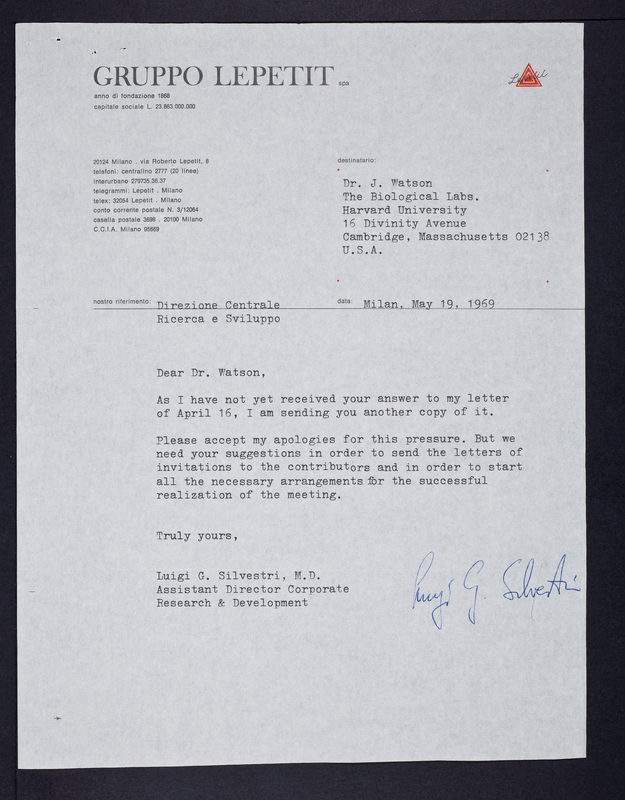 GRUPPO LEPETIT spa
Lepetit
anno di fondazione 1868
capitale sociale L. 23.863.000.000
20124 Milano . via Roberto Lepetit, 8
telefoni: centralino 2777 (20 linee)
interurbano 279735.36.37
telegrammi: Lepetit . Milano
telex: 32054 Lepetit . Milano
conto corrente postale N. 3/12064
casella postale 3698 . 20100 Milano
C.C.I.A. Milano 95669
destinatario:
Dr. J. Watson
The Biological Labs.
Harvard University
16 Divinity Avenue
Cambridge, Massachusetts 02138
U.S.A.
nostro riferimento: Direzione Centrale
Ricerca e Sviluppo
data: Milan, May 19, 1969
Dear Dr. Watson,
As I have not yet received your answer to my letter
of April 16, I am sending you another copy of it.
Please accept my apologies for this pressure. But we
need your suggestions in order to send the letters of
invitations to the contributors and in order to start
all the necessary arrangements for the successful
realization of the meeting.
Truly yours,
Luigi G. Silvestri, M.D.
Assistant Director Corporate
Research & Development
Luigi G. Silvestri